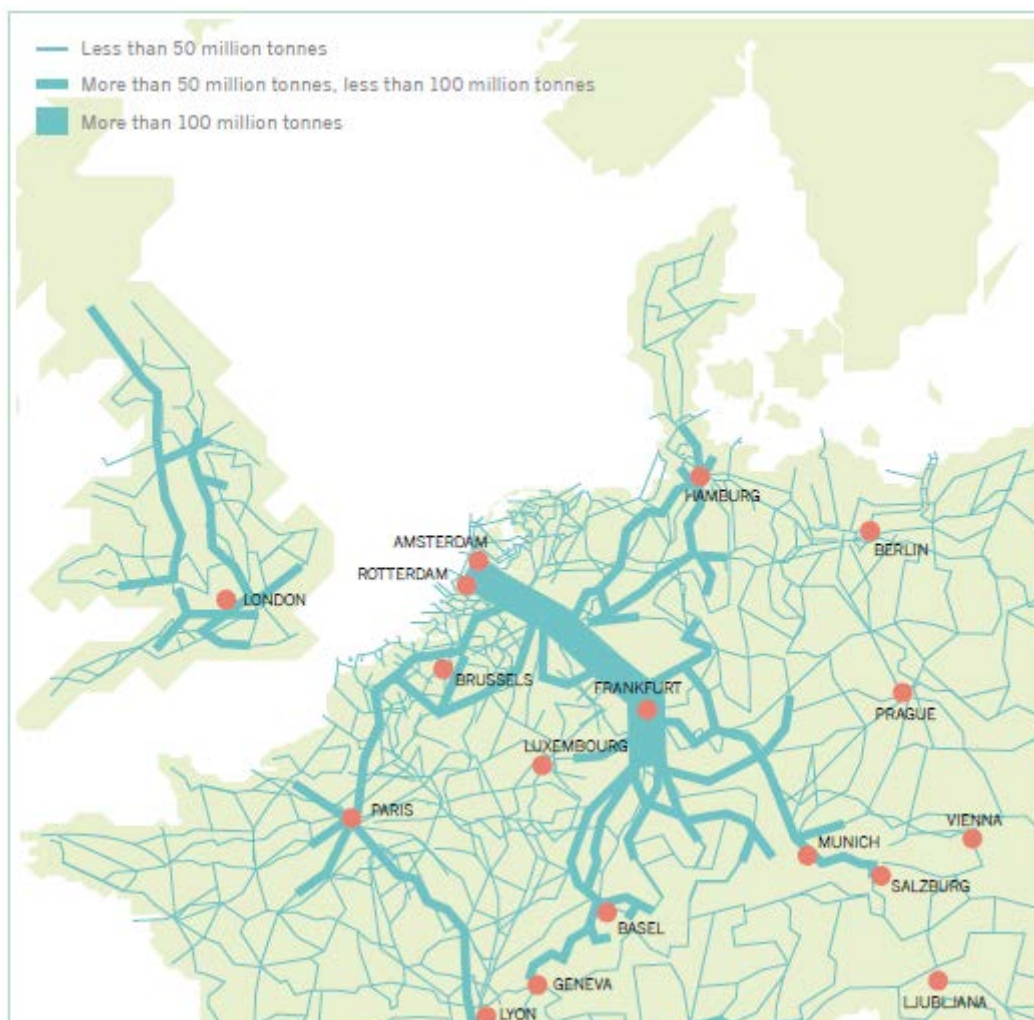 Less than 50 million tonnes
More than 50 million tonnes, less than 100 million tonnes
More than 100 million tonnes
HAMBURG
AMSTERDAM
BERLIN
ROTTERDAM
LONDON
BRUSSELS
FRANKFURT
PRAGUE
LUXEMBOURG
PARIS
VIENNA
MUNICH
SALZBURG
BASEL
GENEVA
LJUBLJANA
LYON